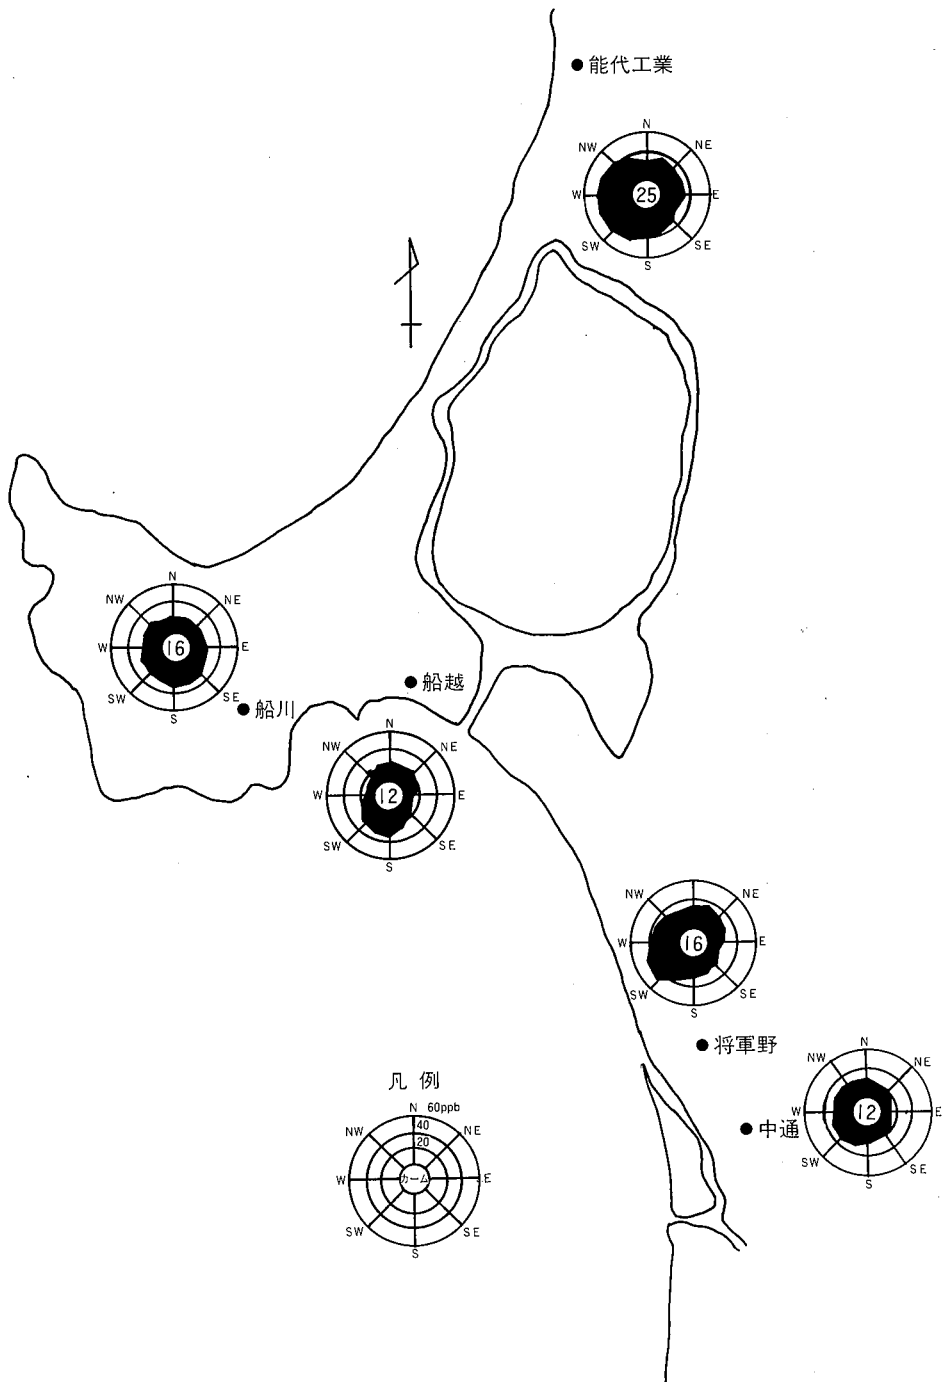 能代工業
N
NW NE
W 25 E
SW SE
S
N
NW NE
W 16 E
SW SE
S
船川
船越
N
NW NE
W 12 E
SW SE
S
N
NW NE
W 16 E
SW SE
S
将軍野
N
NW NE
W 12 E
SW SE
S
中通
凡例
N 60ppb
40
NW NE
20
W カーム E
SW SE
S